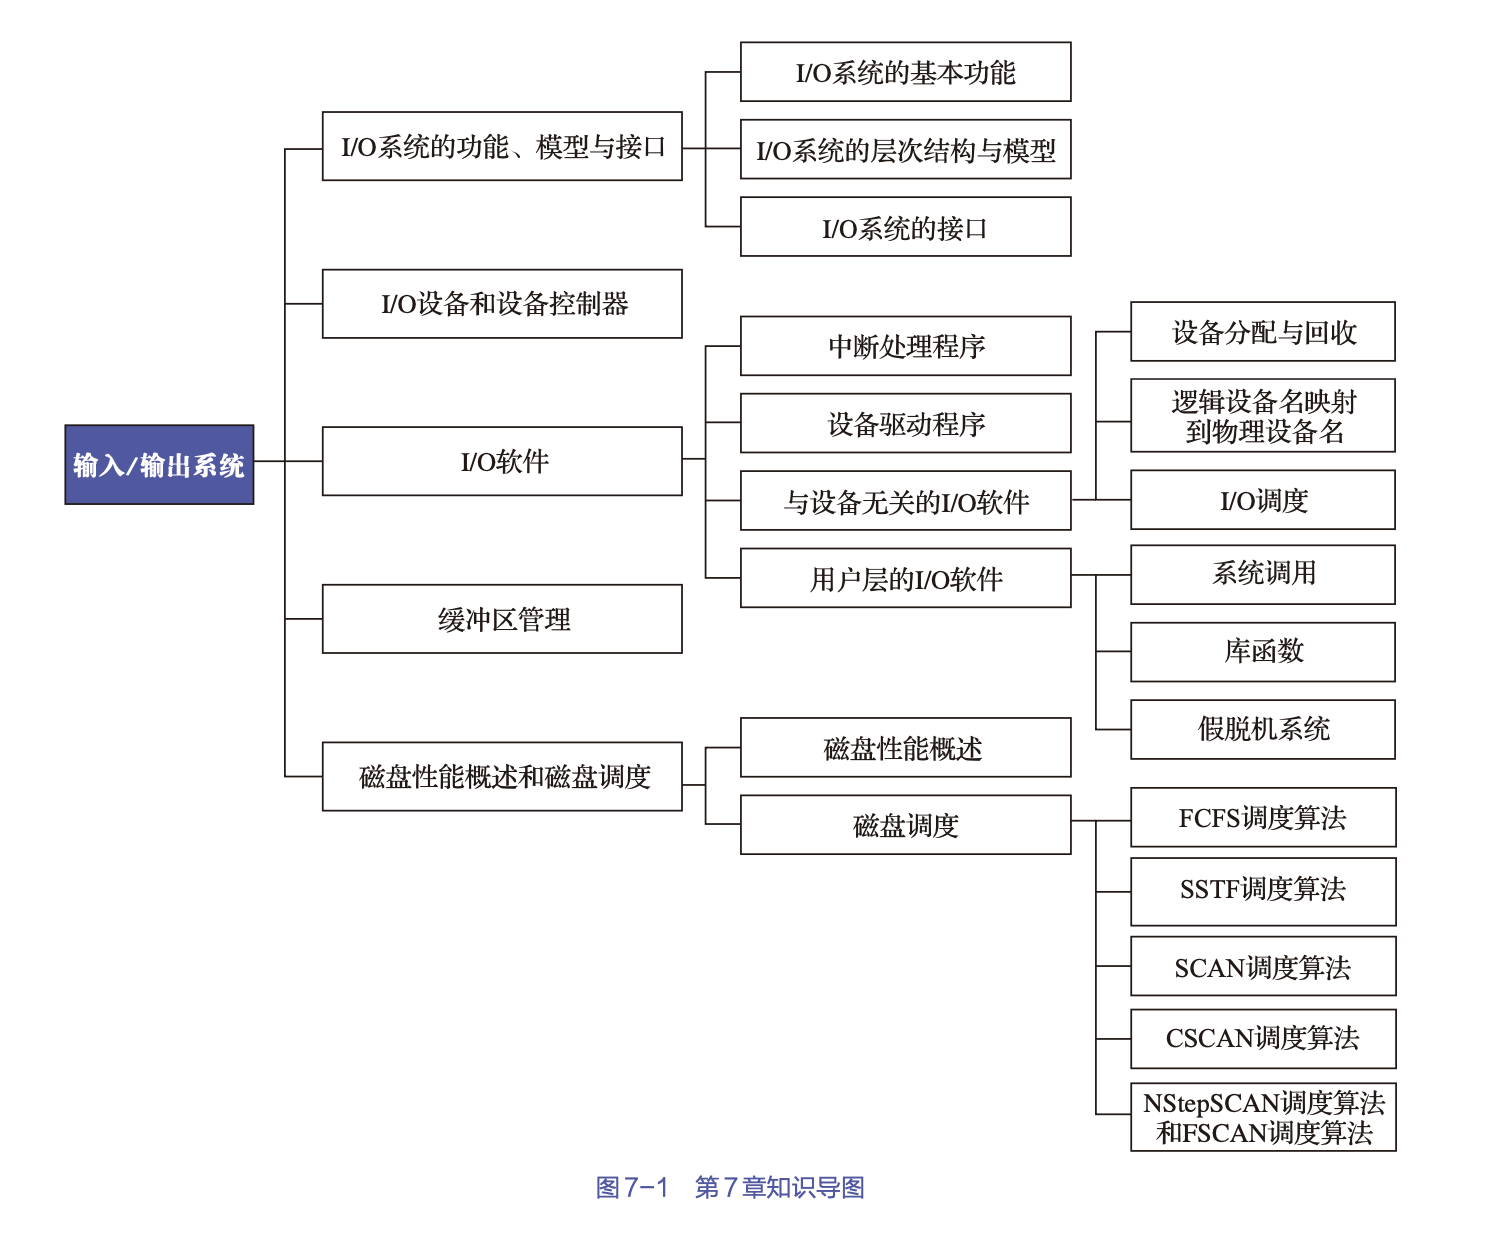 输入/输出系统
I/O系统的功能、模型与接口
I/O系统的基本功能
I/O系统的层次结构与模型
I/O系统的接口
I/O设备和设备控制器
I/O软件
中断处理程序
设备驱动程序
与设备无关的I/O软件
设备分配与回收
逻辑设备名映射
到物理设备名
I/O调度
用户层的I/O软件
系统调用
库函数
假脱机系统
缓冲区管理
磁盘性能概述和磁盘调度
磁盘性能概述
磁盘调度
FCFS调度算法
SSTF调度算法
SCAN调度算法
CSCAN调度算法
NStepSCAN调度算法
和FSCAN调度算法
图 7-1 第 7 章知识导图